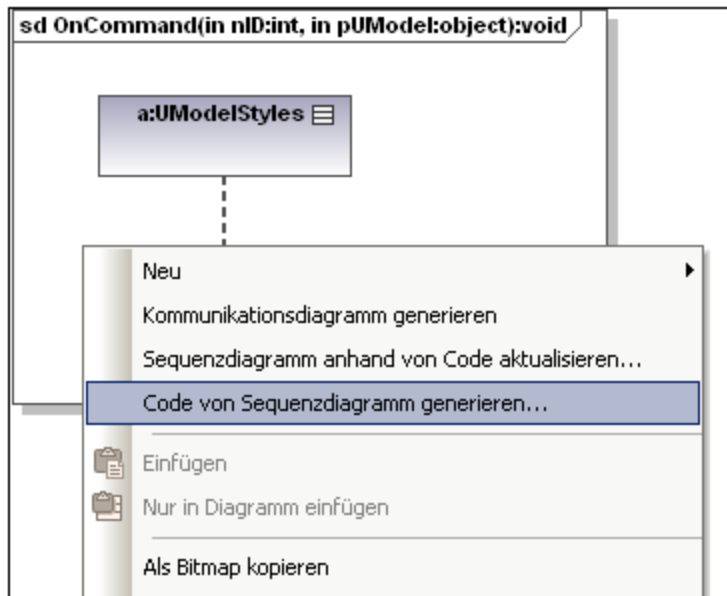 sd OnCommand(in nID:int, in pUModel:object):void
a:UModelStyles
Neu
Kommunikationsdiagramm generieren
Sequenzdiagramm anhand von Code aktualisieren...
Code von Sequenzdiagramm generieren...
Einfügen
Nur in Diagramm einfügen
Als Bitmap kopieren